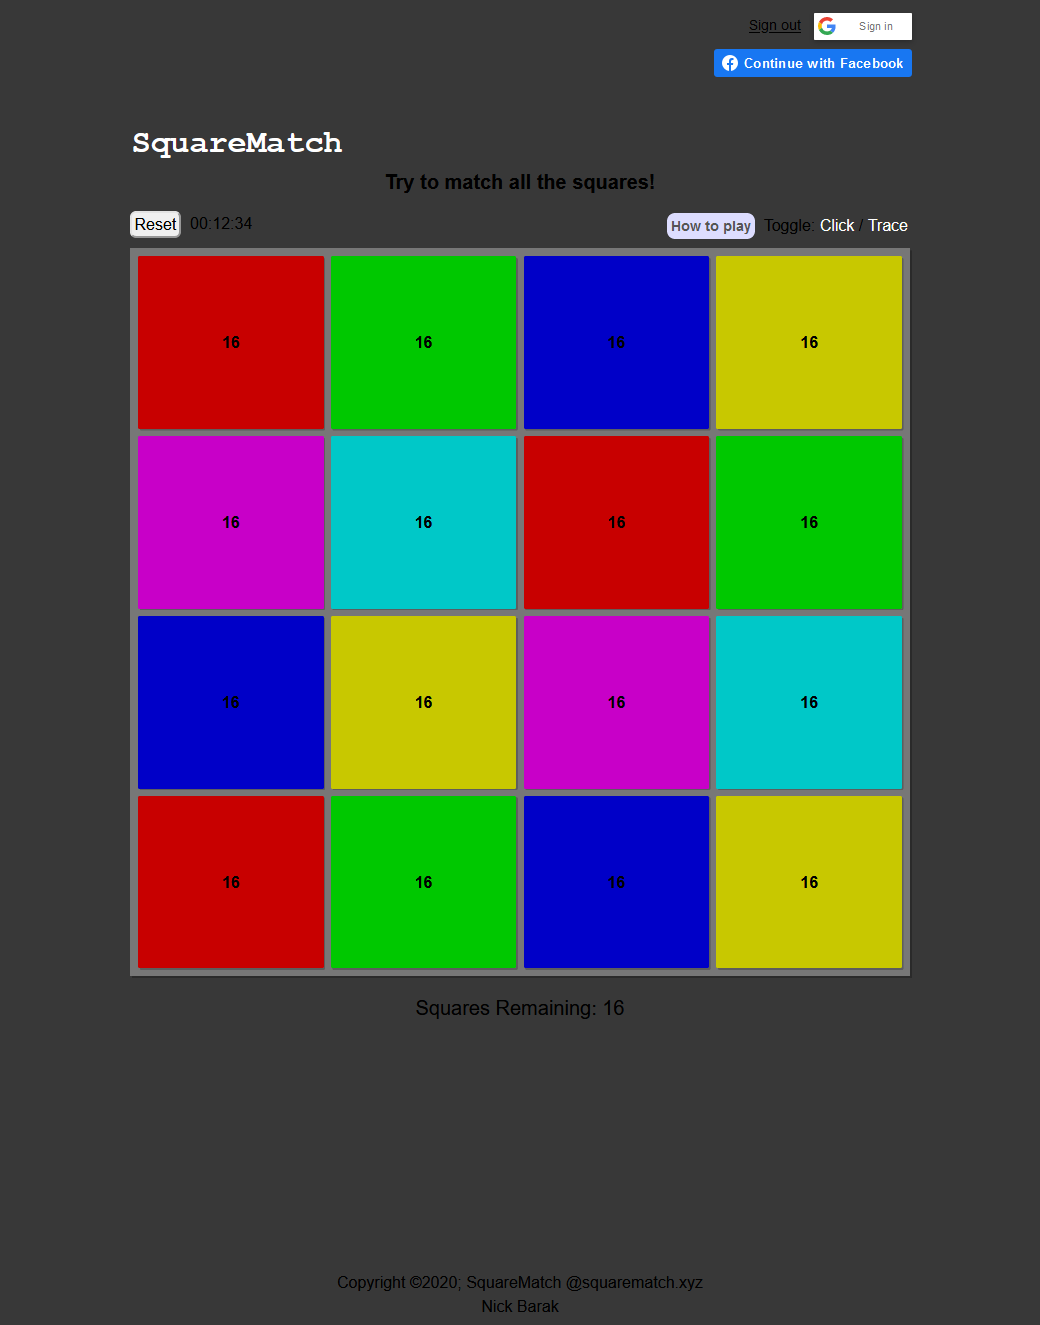 Sign out Sign in
Continue with Facebook
SquareMatch
Try to match all the squares!
Reset 00:12:34 How to play Toggle: Click / Trace
16 16 16 16
16 16 16 16
16 16 16 16
16 16 16 16
Squares Remaining: 16
Copyright ©2020; SquareMatch @squarematch.xyz
Nick Barak